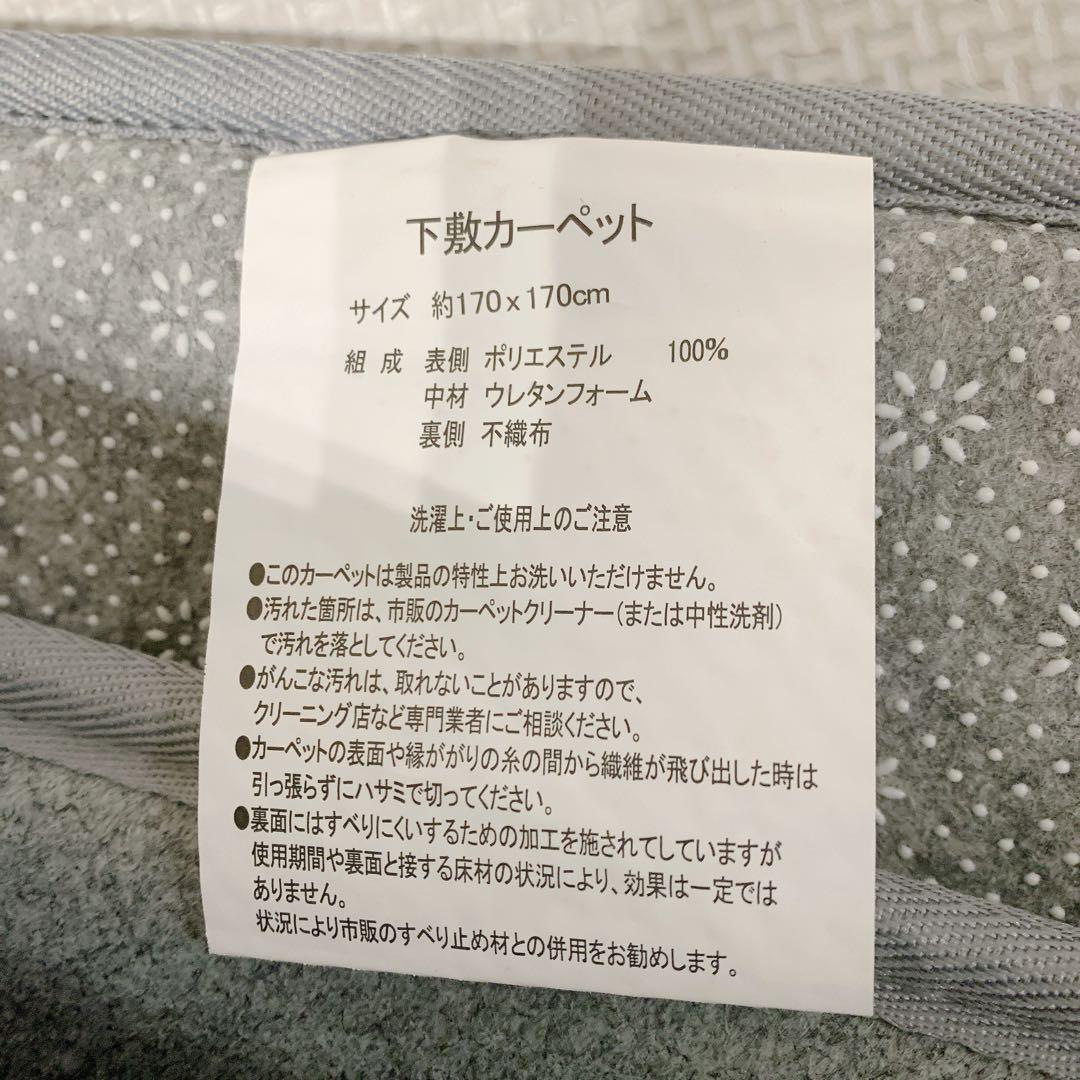 下敷カーペット
サイズ 約170x170cm
組 成 表側 ポリエステル 100%
中材 ウレタンフォーム
裏側 不織布
洗濯上・ご使用上のご注意
●このカーペットは製品の特性上お洗いいただけません。
●汚れた箇所は、市販のカーペットクリーナー(または中性洗剤)
で汚れを落としてください。
●がんこな汚れは、取れないことがありますので、
クリーニング店など専門業者にご相談ください。
●カーペットの表面や縁ががりの糸の間から繊維が飛び出した時は
引っ張らずにハサミで切ってください。
●裏面にはすべりにくいするための加工を施されてしていますが
使用期間や裏面と接する床材の状況により、効果は一定では
ありません。
状況により市販のすべり止め材との併用をお勧めします。